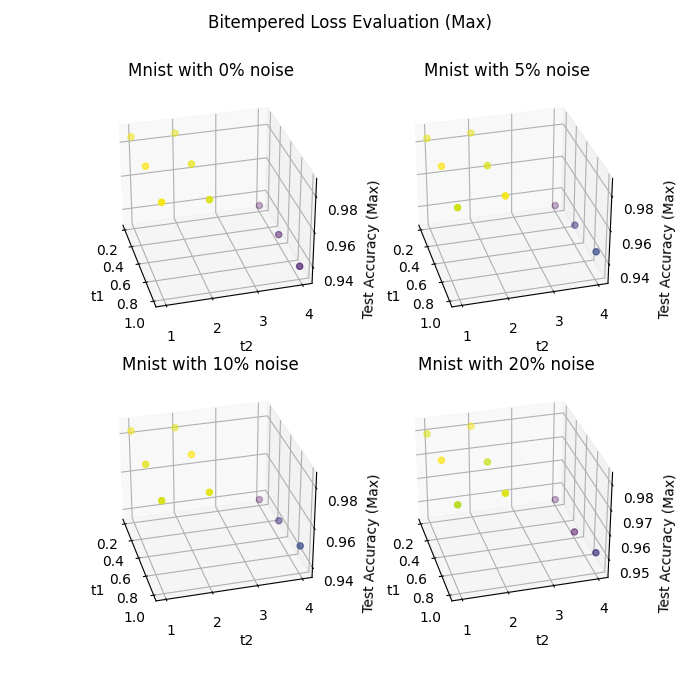 Bitempered Loss Evaluation (Max)
Mnist with 0% noise
0.2
0.4
0.6
0.8
1.0
t1
1
2
3
4
t2
0.94
0.96
0.98
Test Accuracy (Max)
Mnist with 5% noise
0.2
0.4
0.6
0.8
1.0
t1
1
2
3
4
t2
0.94
0.96
0.98
Test Accuracy (Max)
Mnist with 10% noise
0.2
0.4
0.6
0.8
1.0
t1
1
2
3
4
t2
0.94
0.96
0.98
Test Accuracy (Max)
Mnist with 20% noise
0.2
0.4
0.6
0.8
1.0
t1
1
2
3
4
t2
0.95
0.96
0.97
0.98
Test Accuracy (Max)